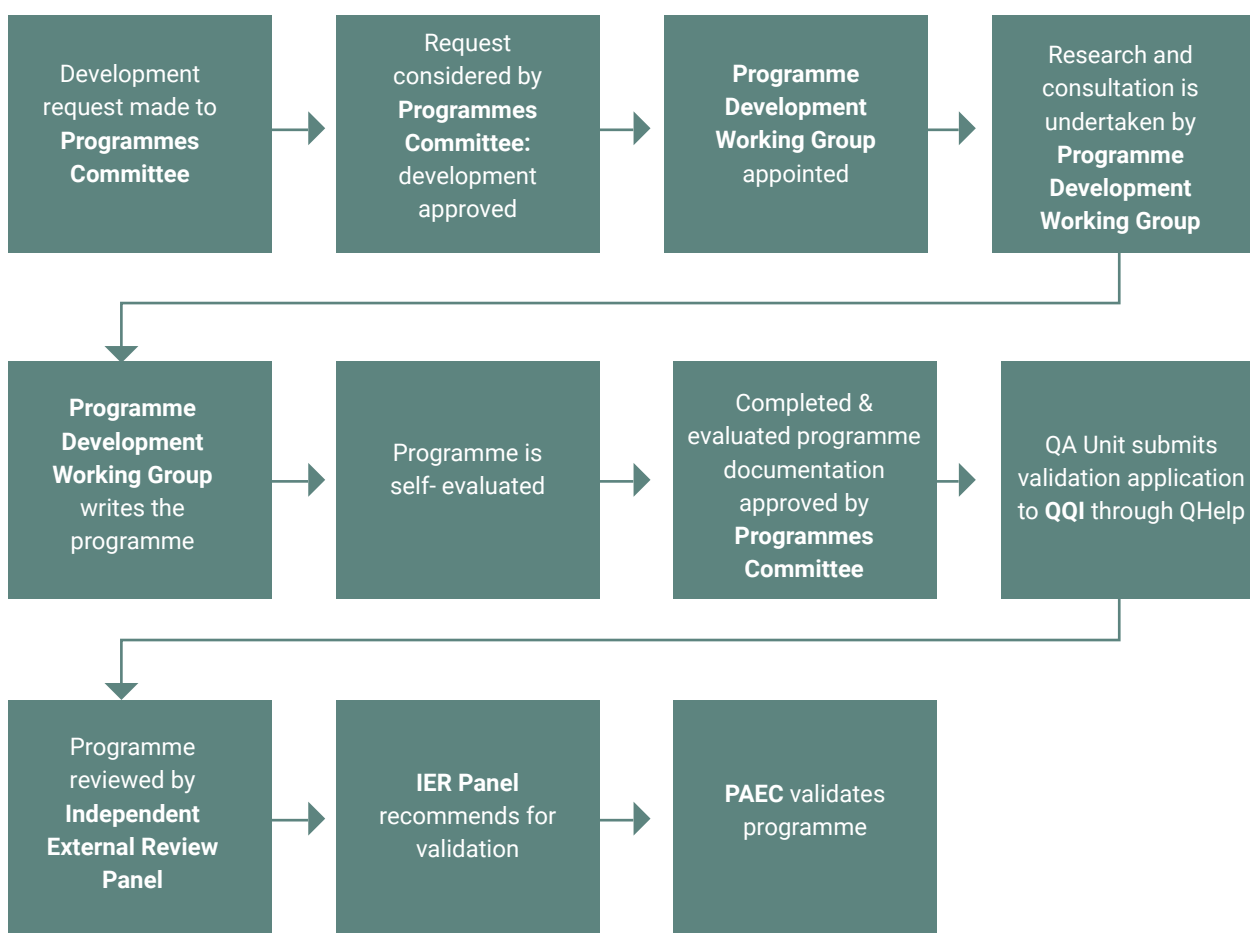 Development
request made to
Programmes
Committee
Request
considered by
Programmes
Committee:
development
approved
Programme
Development
Working Group
appointed
Research and
consultation is
undertaken by
Programme
Development
Working Group
Programme
Development
Working Group
writes the
programme
Programme is
self- evaluated
Completed &
evaluated programme
documentation
approved by
Programmes
Committee
QA Unit submits
validation application
to QQI through QHelp
Programme
reviewed by
Independent
External Review
Panel
IER Panel
recommends for
validation
PAEC validates
programme